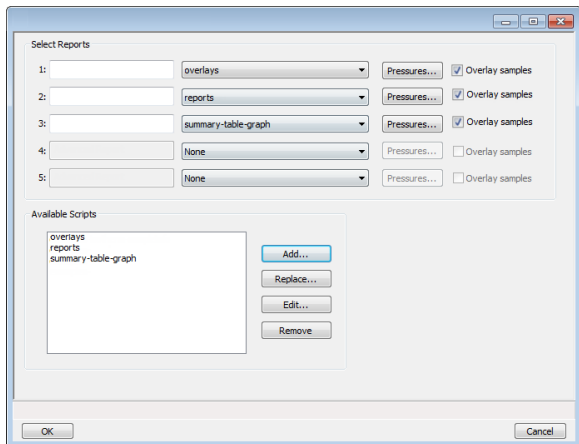 Select Reports
1: overlays Pressures... Overlay samples
2: reports Pressures... Overlay samples
3: summary-table-graph Pressures... Overlay samples
4: None Pressures... Overlay samples
5: None Pressures... Overlay samples
Available Scripts
overlays
reports
summary-table-graph
Add...
Replace...
Edit...
Remove
OK Cancel